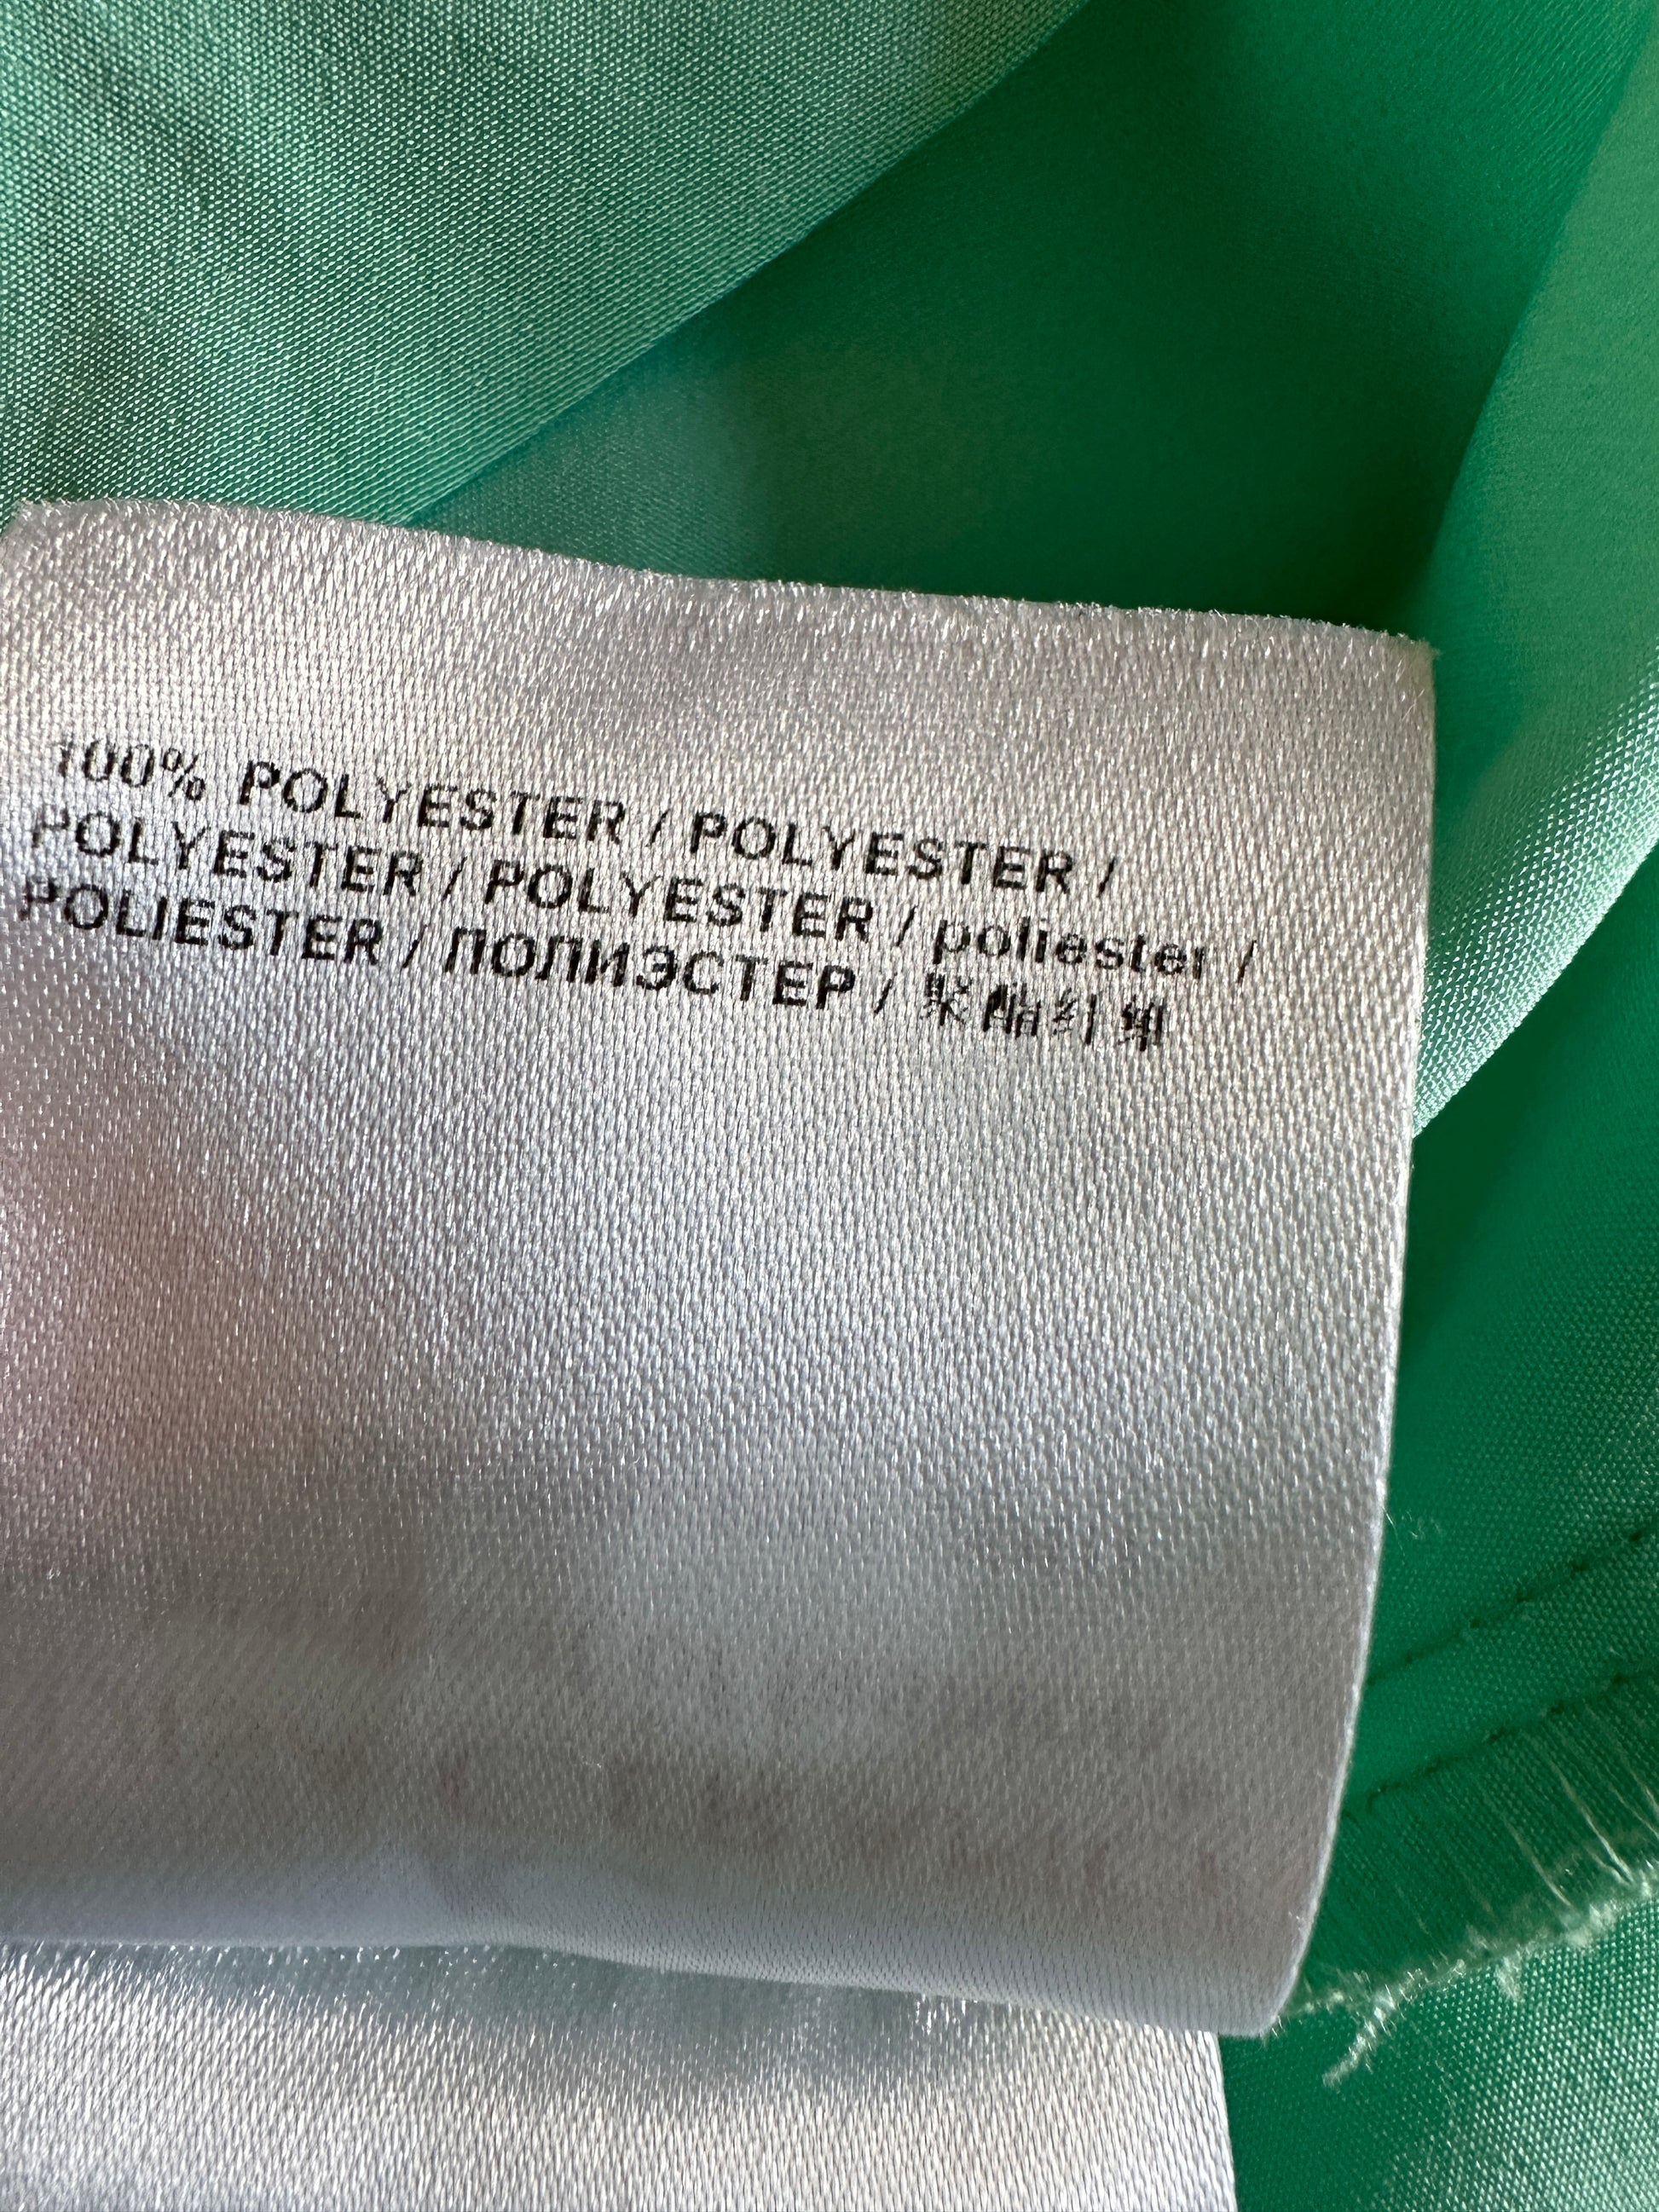 100% POLYESTER / POLYESTER /
POLYESTER / POLYESTER / poliester /
POLIESTER / ПОЛИЭСТЕР / 聚酯纤维